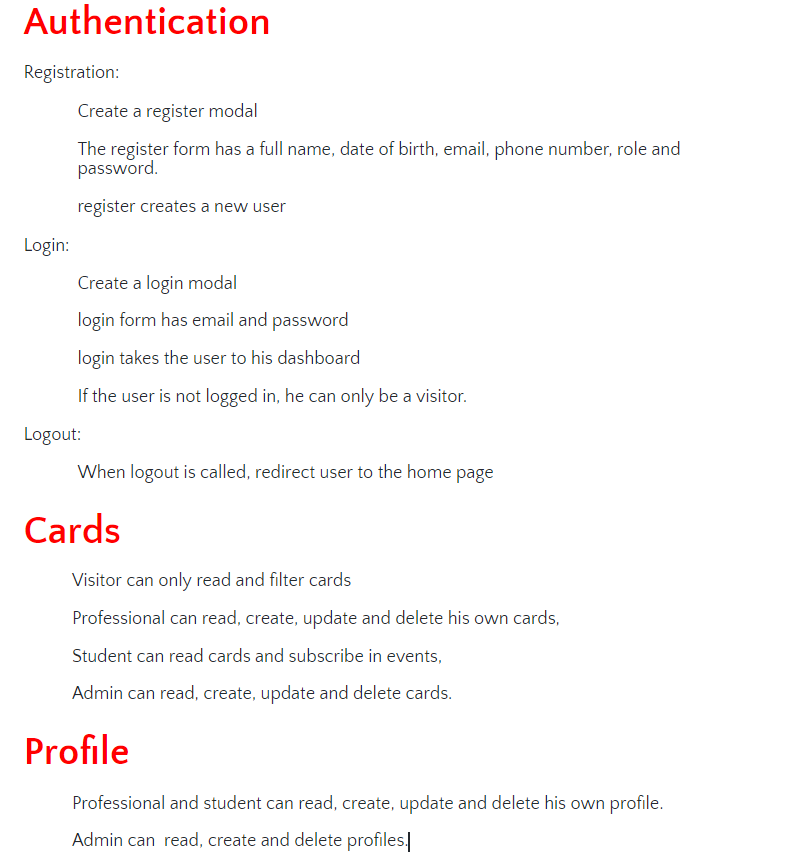 Authentication
Registration:
Create a register modal
The register form has a full name, date of birth, email, phone number, role and
password.
register creates a new user
Login:
Create a login modal
login form has email and password
login takes the user to his dashboard
If the user is not logged in, he can only be a visitor.
Logout:
When logout is called, redirect user to the home page
Cards
Visitor can only read and filter cards
Professional can read, create, update and delete his own cards,
Student can read cards and subscribe in events,
Admin can read, create, update and delete cards.
Profile
Professional and student can read, create, update and delete his own profile.
Admin can  read, create and delete profiles.